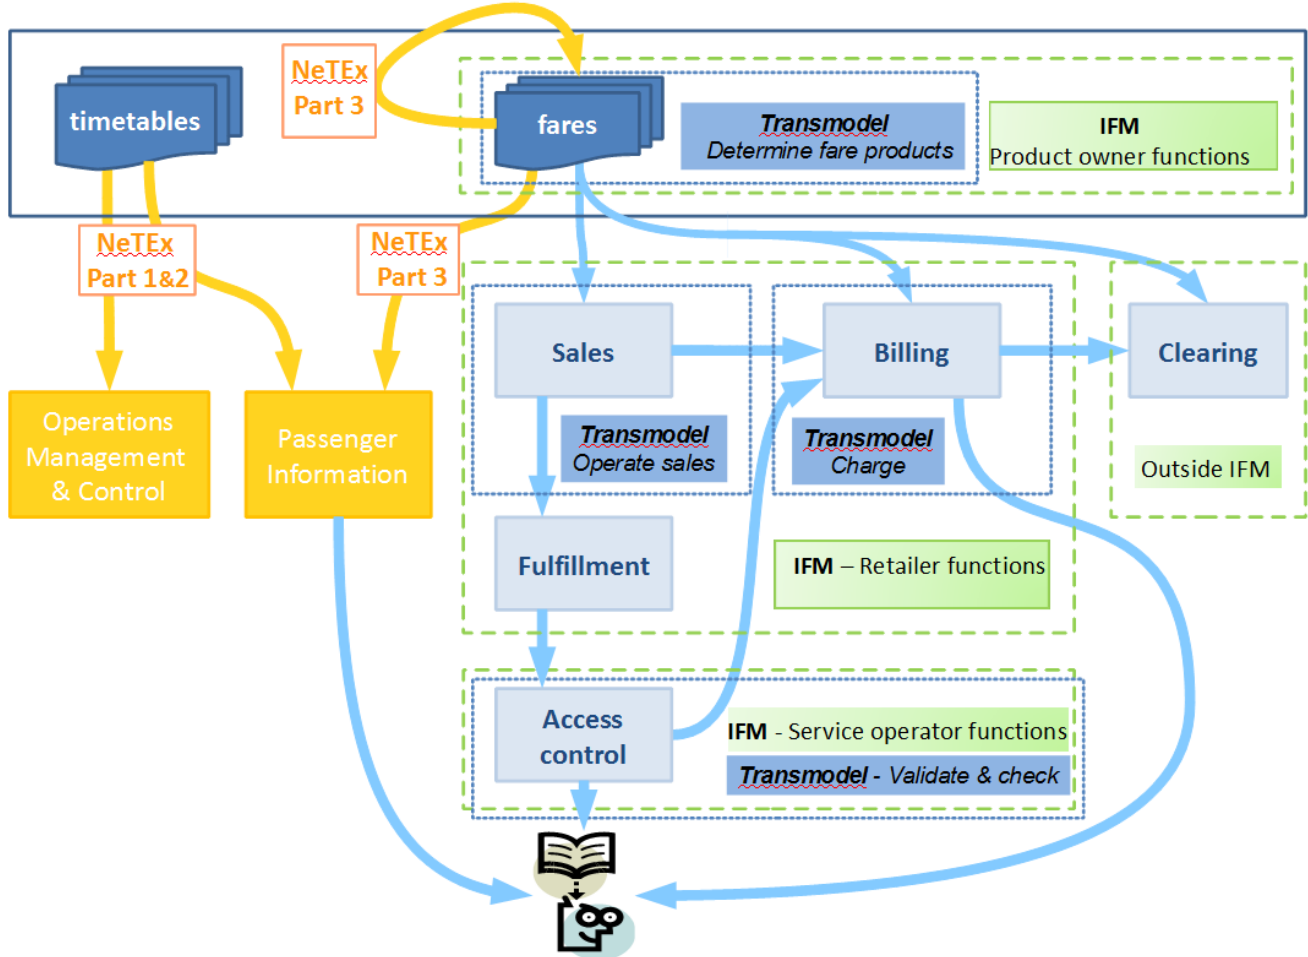 NeTEx
Part 3
timetables
fares
Transmodel
Determine fare products
IFM
Product owner functions
NeTEx
Part 1&2
NeTEx
Part 3
Sales
Billing
Clearing
Operations
Management
& Control
Passenger
Information
Transmodel
Operate sales
Transmodel
Charge
Outside IFM
Fulfillment
IFM – Retailer functions
Access
control
IFM - Service operator functions
Transmodel - Validate & check